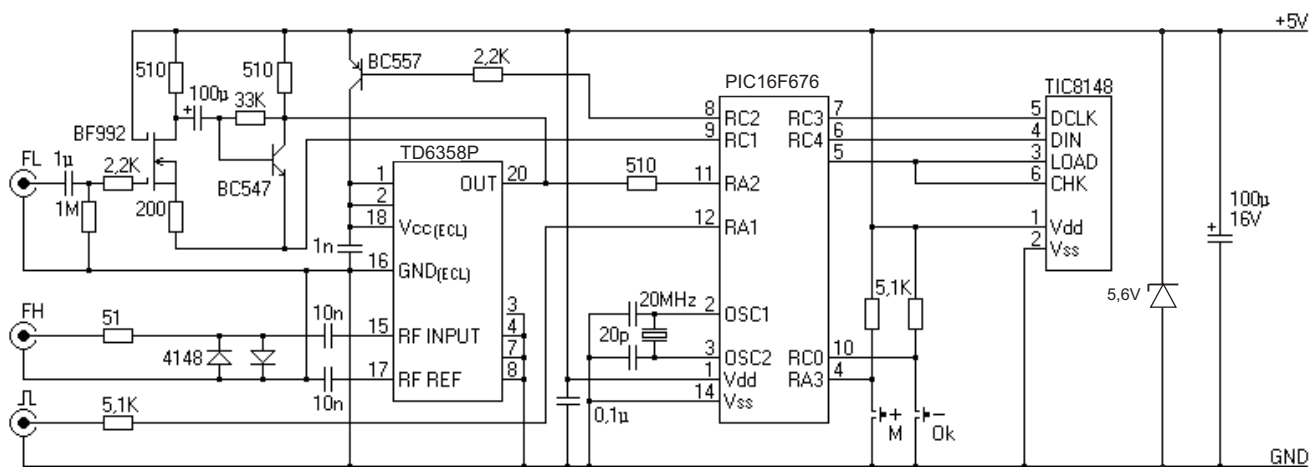 +5V
BC557
2,2K
PIC16F676
TIC8148
510
510
100µ
+
33K
BF992
8
RC2
RC3
7
5
DCLK
9
RC1
RC4
6
4
DIN
TD6358P
5
3
LOAD
FL
1µ
2,2K
BC547
OUT
20
510
11
RA2
6
CHK
1
2
18
VCC(ECL)
1M
200
12
RA1
1
Vdd
2
Vss
100µ
+
16V
1n
16
GND(ECL)
5,1K
5,6V
FH
51
10n
15
RF INPUT
3
4
7
8
20MHz
2
OSC1
20p
4148
3
OSC2
RC0
10
17
RF REF
1
Vdd
RA3
4
10n
14
Vss
5,1K
0,1µ
+
M
−
Ok
GND